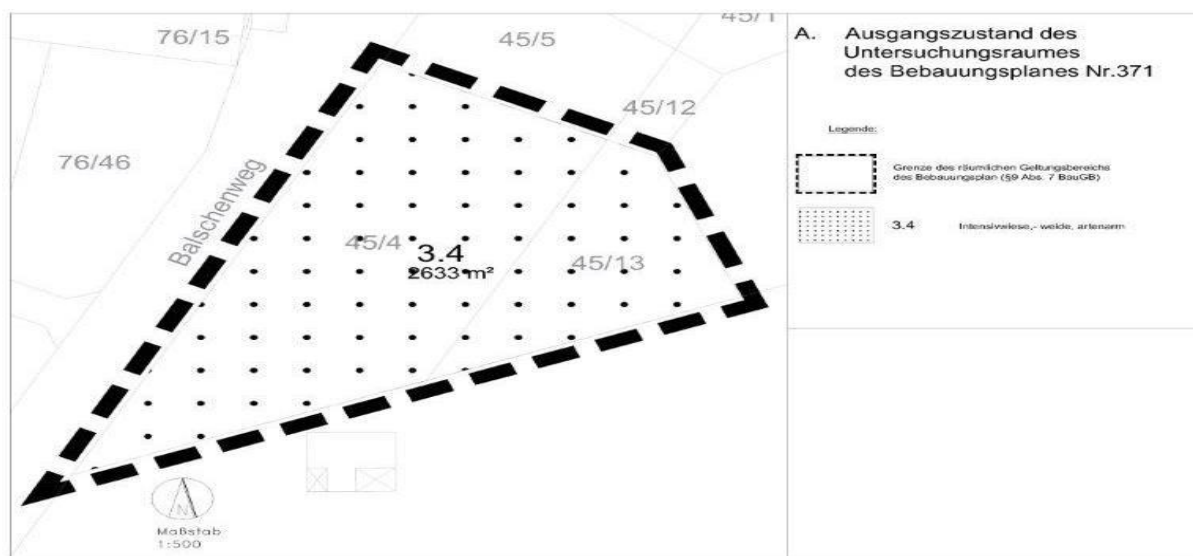 76/15
45/5
45/1
45/12
76/46
Balschenweg
45/4
3.4
2633 m²
45/13
N
Maßstab
1:500
A. Ausgangszustand des
Untersuchungsraumes
des Bebauungsplanes Nr.371
Legende:
Grenze des räumlichen Geltungsbereichs
des Bebauungsplan (§9 Abs. 7 BauGB)
3.4 Intensivwiese,- weide, artenarm